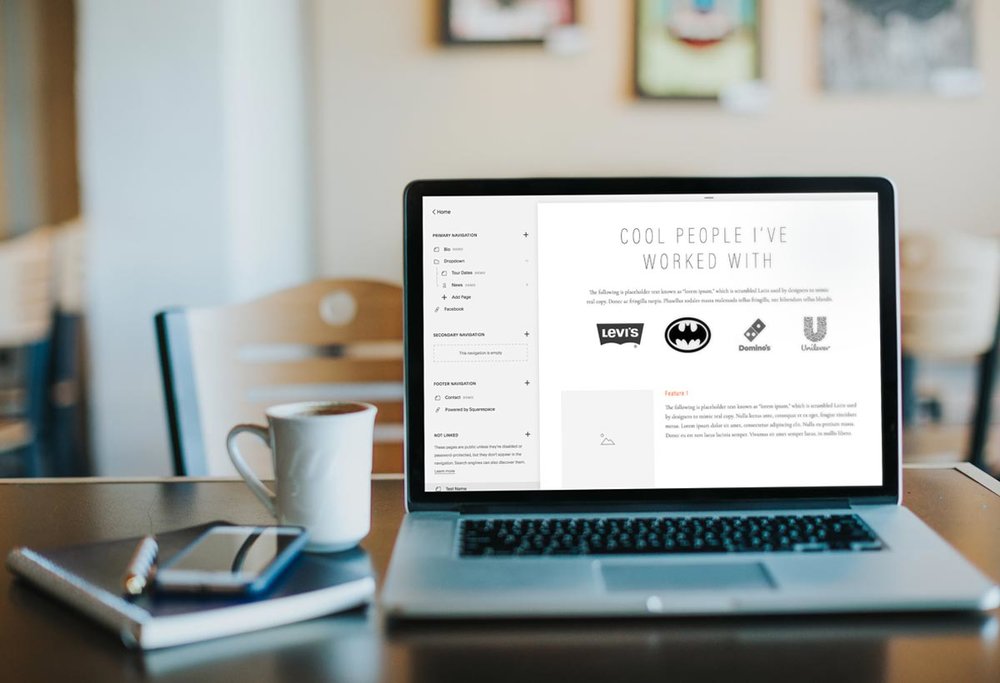 Home
PRIMARY NAVIGATION
Bio DEMO
Dropdown
Tour Dates DEMO
News DEMO
Add Page
Facebook
SECONDARY NAVIGATION
This navigation is empty
FOOTER NAVIGATION
Contact DEMO
Powered by Squarespace
NOT LINKED
These pages are public unless they're disabled or
password-protected, but they don't appear in the
navigation. Search engines can also discover them.
Learn more
Test Name
COOL PEOPLE I'VE
WORKED WITH
The following is placeholder text known as "lorem ipsum," which is scrambled Latin used by designers to mimic
real copy. Donec ac fringilla turpis. Phasellus sodales massa malesuada tellus fringilla, nec bibendum tellus blandit.
LEVI'S
Domino's
Unilever
Feature 1
The following is placeholder text known as "lorem ipsum," which is scrambled Latin used
by designers to mimic real copy. Nulla lectus ante, consequat et ex eget, feugiat tincidunt
metus. Lorem ipsum dolor sit amet, consectetur adipiscing elit. Nulla eu pretium massa.
Donec eu est non lacus lacinia semper. Vivamus sit amet semper lacus, in mollis libero.